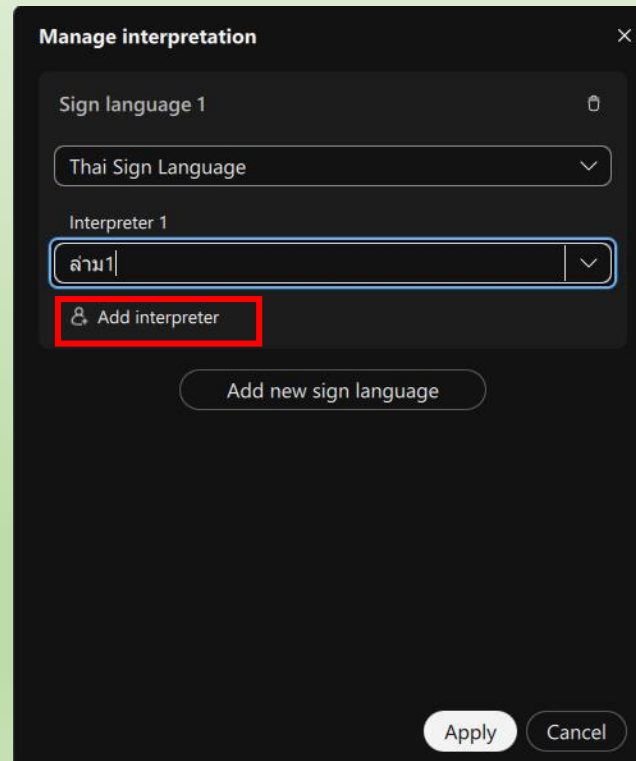 Manage interpretation
Sign language 1
Thai Sign Language
Interpreter 1
ล่าม1
Add interpreter
Add new sign language
Apply
Cancel